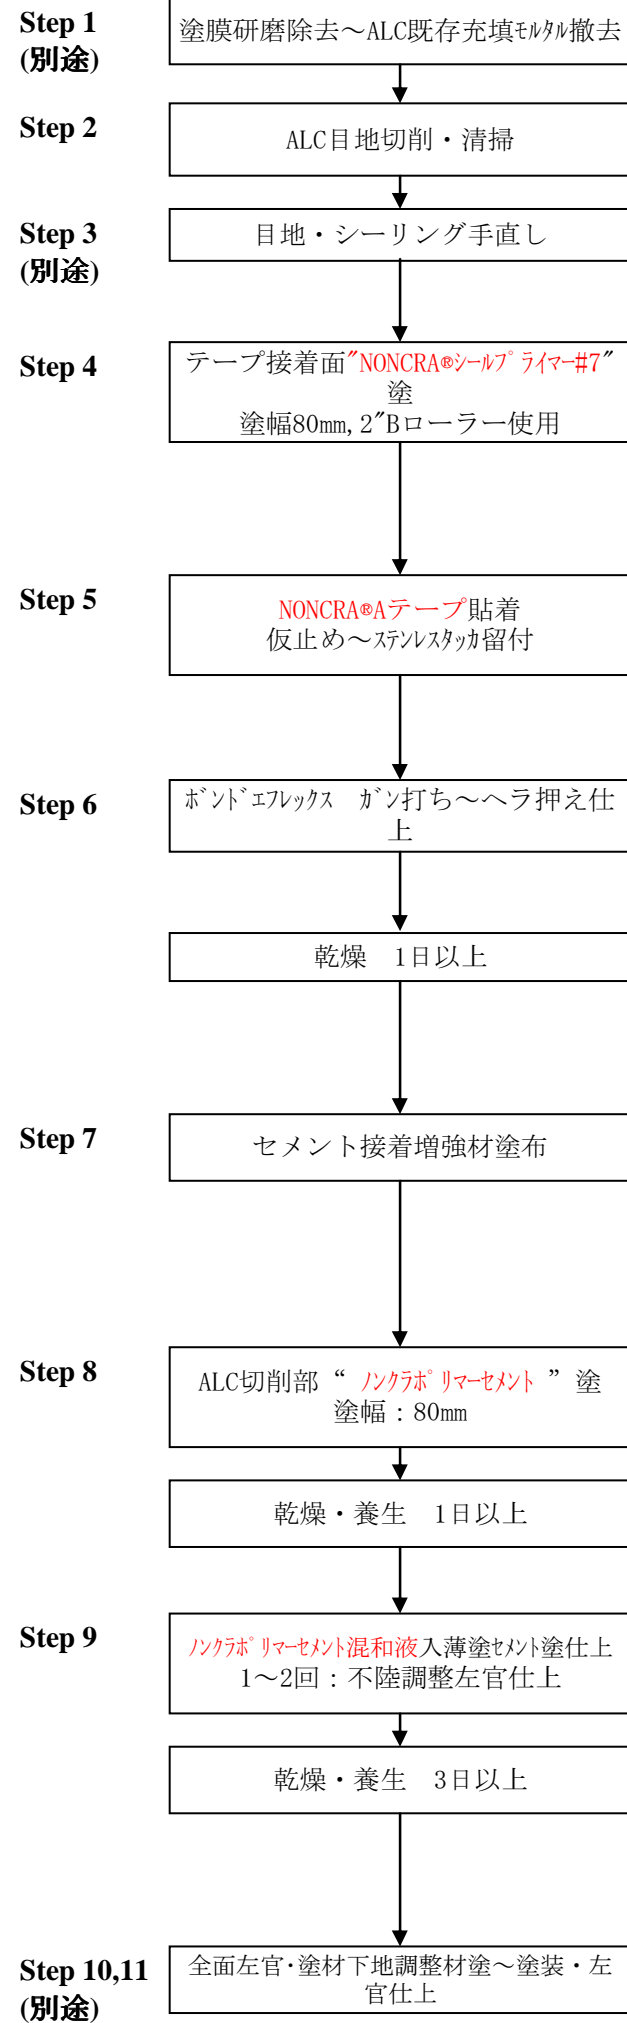 Step 1
(別途)
塗膜研磨除去～ALC既存充填ﾓﾙﾀﾙ撤去
Step 2
ALC目地切削・清掃
Step 3
(別途)
目地・シーリング手直し
Step 4
テープ接着面"NONCRA®ｼｰﾙﾌﾟﾗｲﾏｰ#7"
塗
塗幅80㎜,2"Bローラー使用
Step 5
NONCRA®Aテープ貼着
仮止め～ｽﾃﾝﾚｽﾀｯｶ留付
Step 6
ﾎﾞﾝﾄﾞｴﾌﾚｯｸｽ　ｶﾞﾝ打ち～ヘラ押え仕
上
乾燥　1日以上
Step 7
セメント接着増強材塗布
Step 8
ALC切削部“ ﾉﾝｸﾗﾎﾟﾘﾏｰｾﾒﾝﾄ ”塗
塗幅：80㎜
乾燥・養生　1日以上
Step 9
ﾉﾝｸﾗﾎﾟﾘﾏｰｾﾒﾝﾄ混和液入薄塗ｾﾒﾝﾄ塗仕上
1～2回：不陸調整左官仕上
乾燥・養生　3日以上
Step 10,11
(別途)
全面左官･塗材下地調整材塗～塗装・左
官仕上